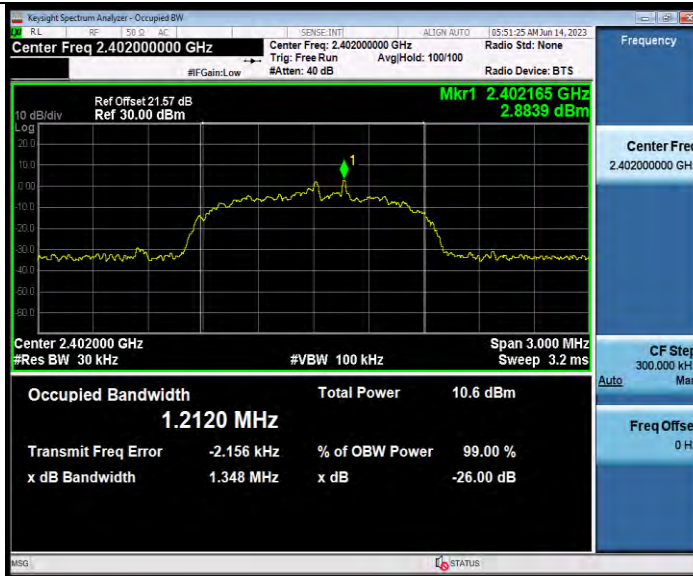 Keysight Spectrum Analyzer - Occupied BW
RL RF 50 Ω AC SENSE:INT ALIGN AUTO 05:51:25 AM Jun 14, 2023
Center Freq 2.402000000 GHz
Center Freq: 2.402000000 GHz
Radio Std: None
Trig: Free Run Avg|Hold: 100/100
#IFGain:Low #Atten: 40 dB Radio Device: BTS
Frequency
Mkr1 2.402165 GHz
2.8839 dBm
Ref Offset 21.57 dB
10 dB/div Ref 30.00 dBm
Log
20.0
10.0
0.00
-10.0
-20.0
-30.0
-40.0
-50.0
-60.0
1
Center 2.402000 GHz Span 3.000 MHz
#Res BW 30 kHz #VBW 100 kHz Sweep 3.2 ms
Center Freq
2.402000000 GHz
CF Step
300.000 kHz
Auto Man
Freq Offset
0 Hz
Occupied Bandwidth Total Power 10.6 dBm
1.2120 MHz
Transmit Freq Error -2.156 kHz % of OBW Power 99.00 %
x dB Bandwidth 1.348 MHz x dB -26.00 dB
MSG STATUS